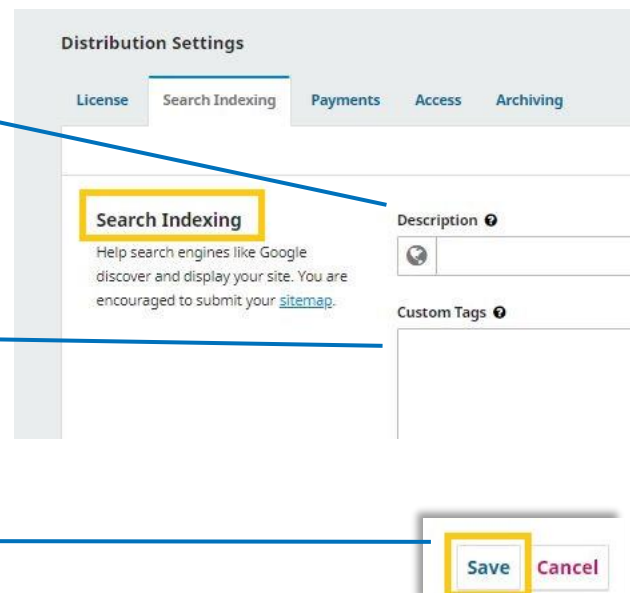 Distribution Settings
License Search Indexing Payments Access Archiving
Search Indexing
Help search engines like Google
discover and display your site. You are
encouraged to submit your sitemap.
Description
Custom Tags
Save Cancel